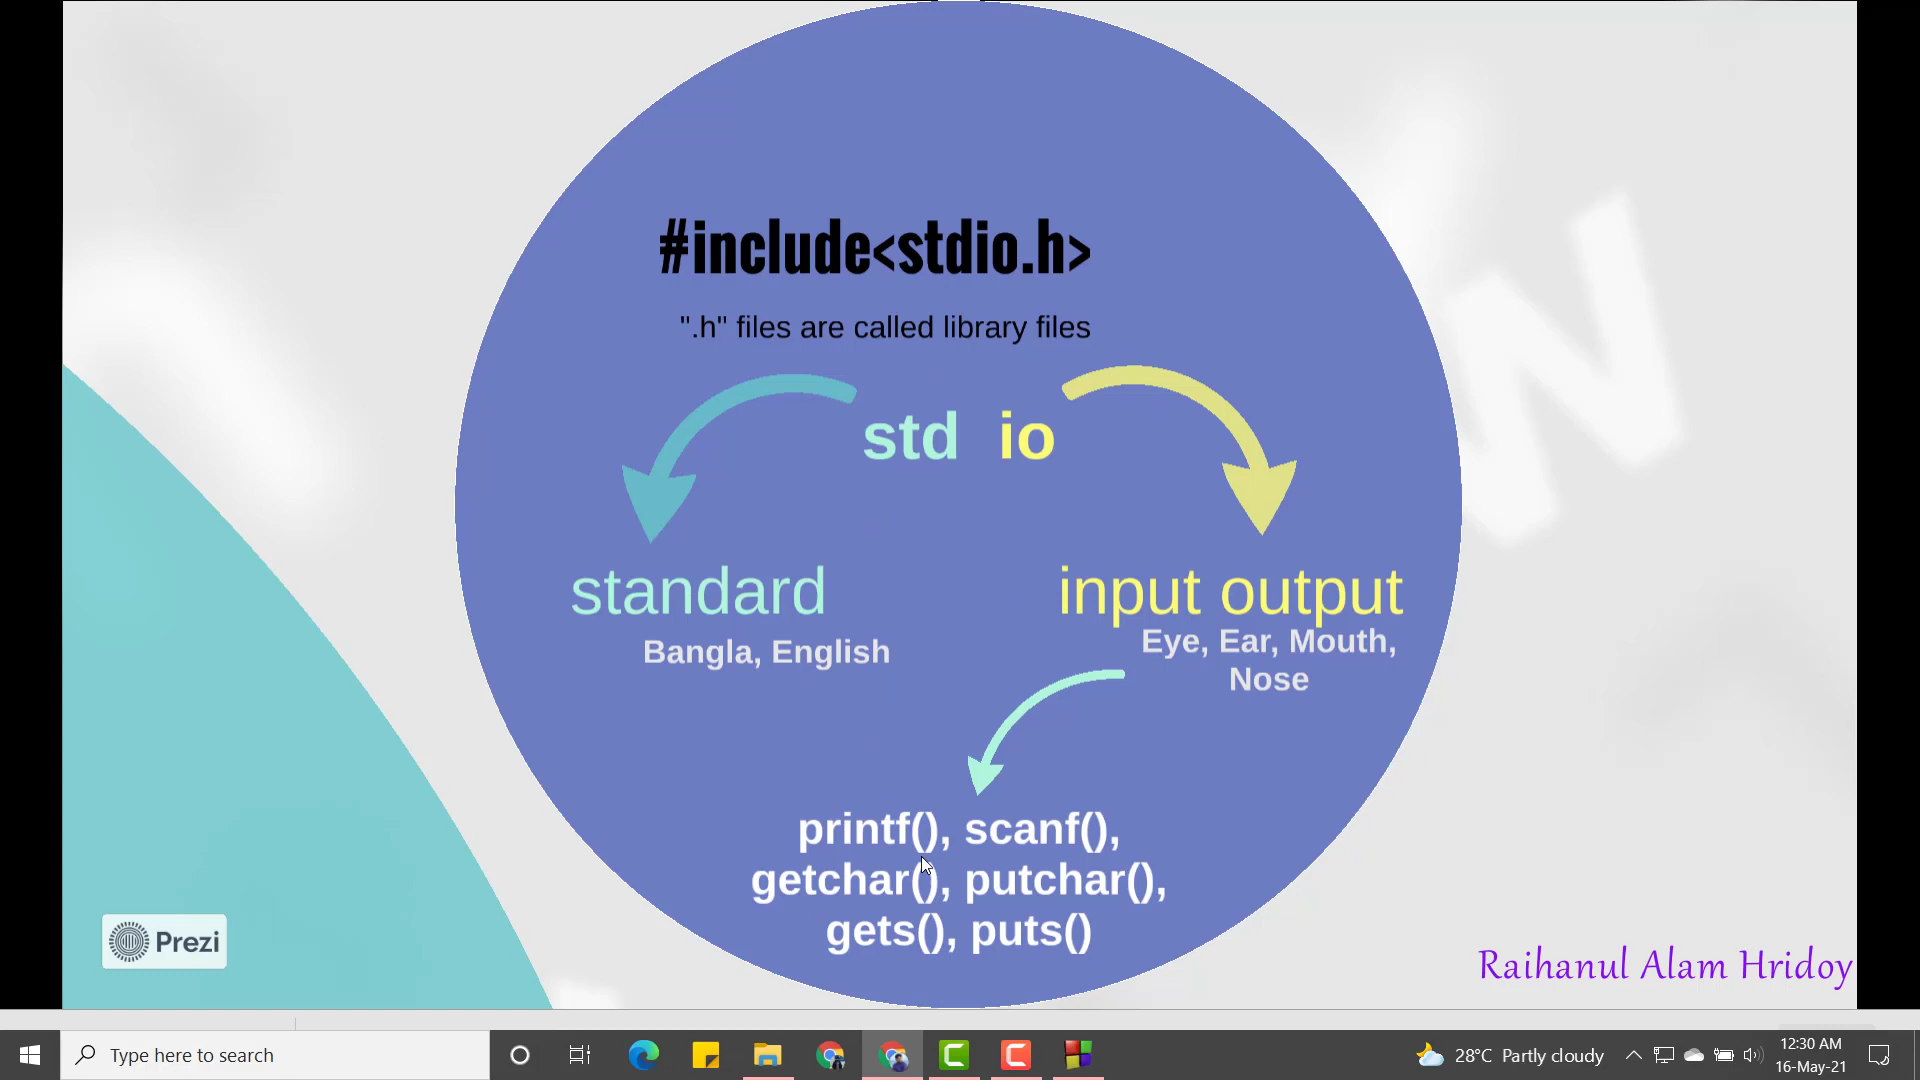 #include<stdio.h>
".h" files are called library files
std io
standard
input output
Bangla, English
Eye, Ear, Mouth,
Nose
printf(), scanf(),
getchar(), putchar(),
gets(), puts()
Prezi
Raihanul Alam Hridoy
Type here to search
28°C Partly cloudy
12:30 AM
16-May-21